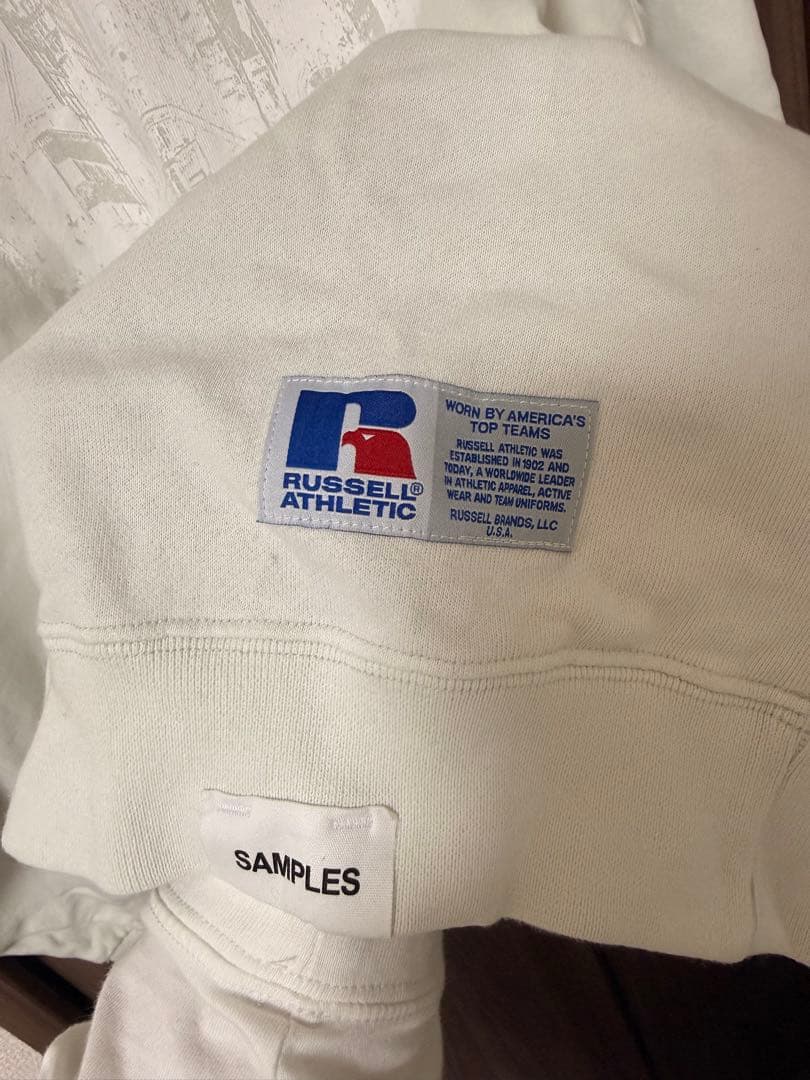 RUSSELL®
ATHLETIC
WORN BY AMERICA'S
TOP TEAMS
RUSSELL ATHLETIC WAS
ESTABLISHED IN 1902 AND
TODAY, A WORLDWIDE LEADER
IN ATHLETIC APPAREL, ACTIVE
WEAR AND TEAM UNIFORMS.
RUSSELL BRANDS, LLC
U.S.A.
SAMPLES